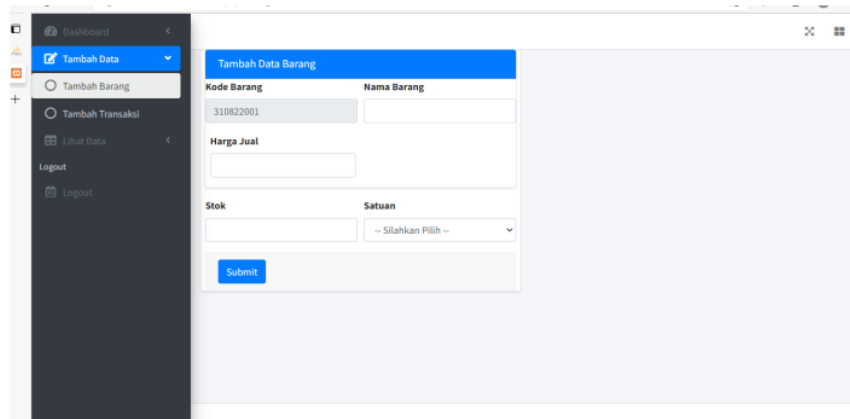 Dashboard
Tambah Data
Tambah Barang
Tambah Transaksi
Lihat Data
Logout
Logout
Tambah Data Barang
Kode Barang
Nama Barang
310822001
Harga Jual
Stok
Satuan
-- Silahkan Pilih --
Submit